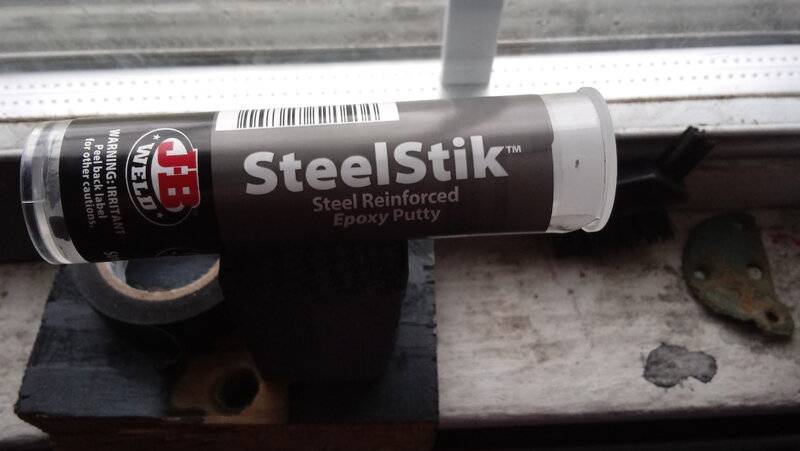 WARNING: IRRITANT
Peel back label
for other cautions.
J-B
WELD
SteelStik™
Steel Reinforced
Epoxy Putty